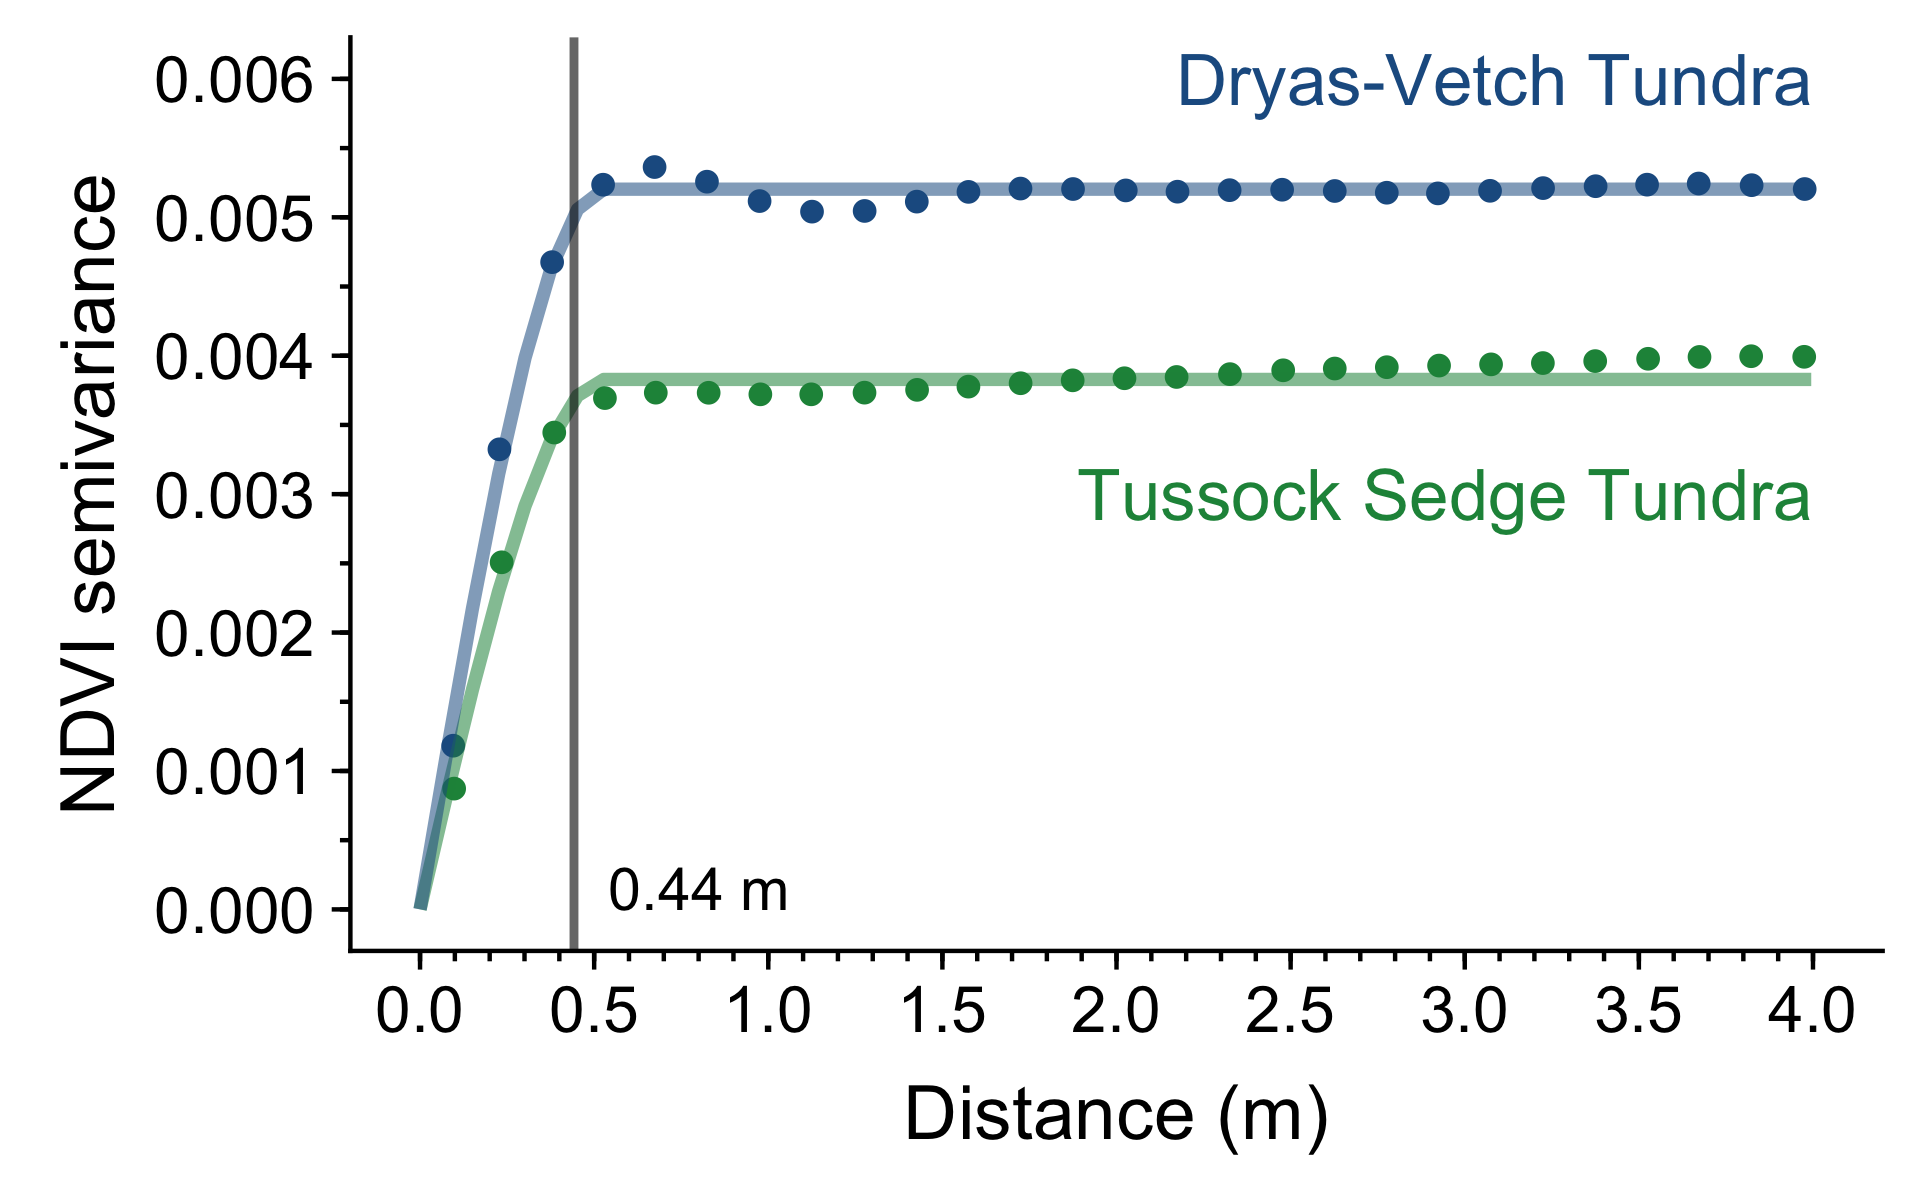 Dryas-Vetch Tundra
Tussock Sedge Tundra
0.44 m
NDVI semivariance
0.006
0.005
0.004
0.003
0.002
0.001
0.000
0.0 0.5 1.0 1.5 2.0 2.5 3.0 3.5 4.0
Distance (m)